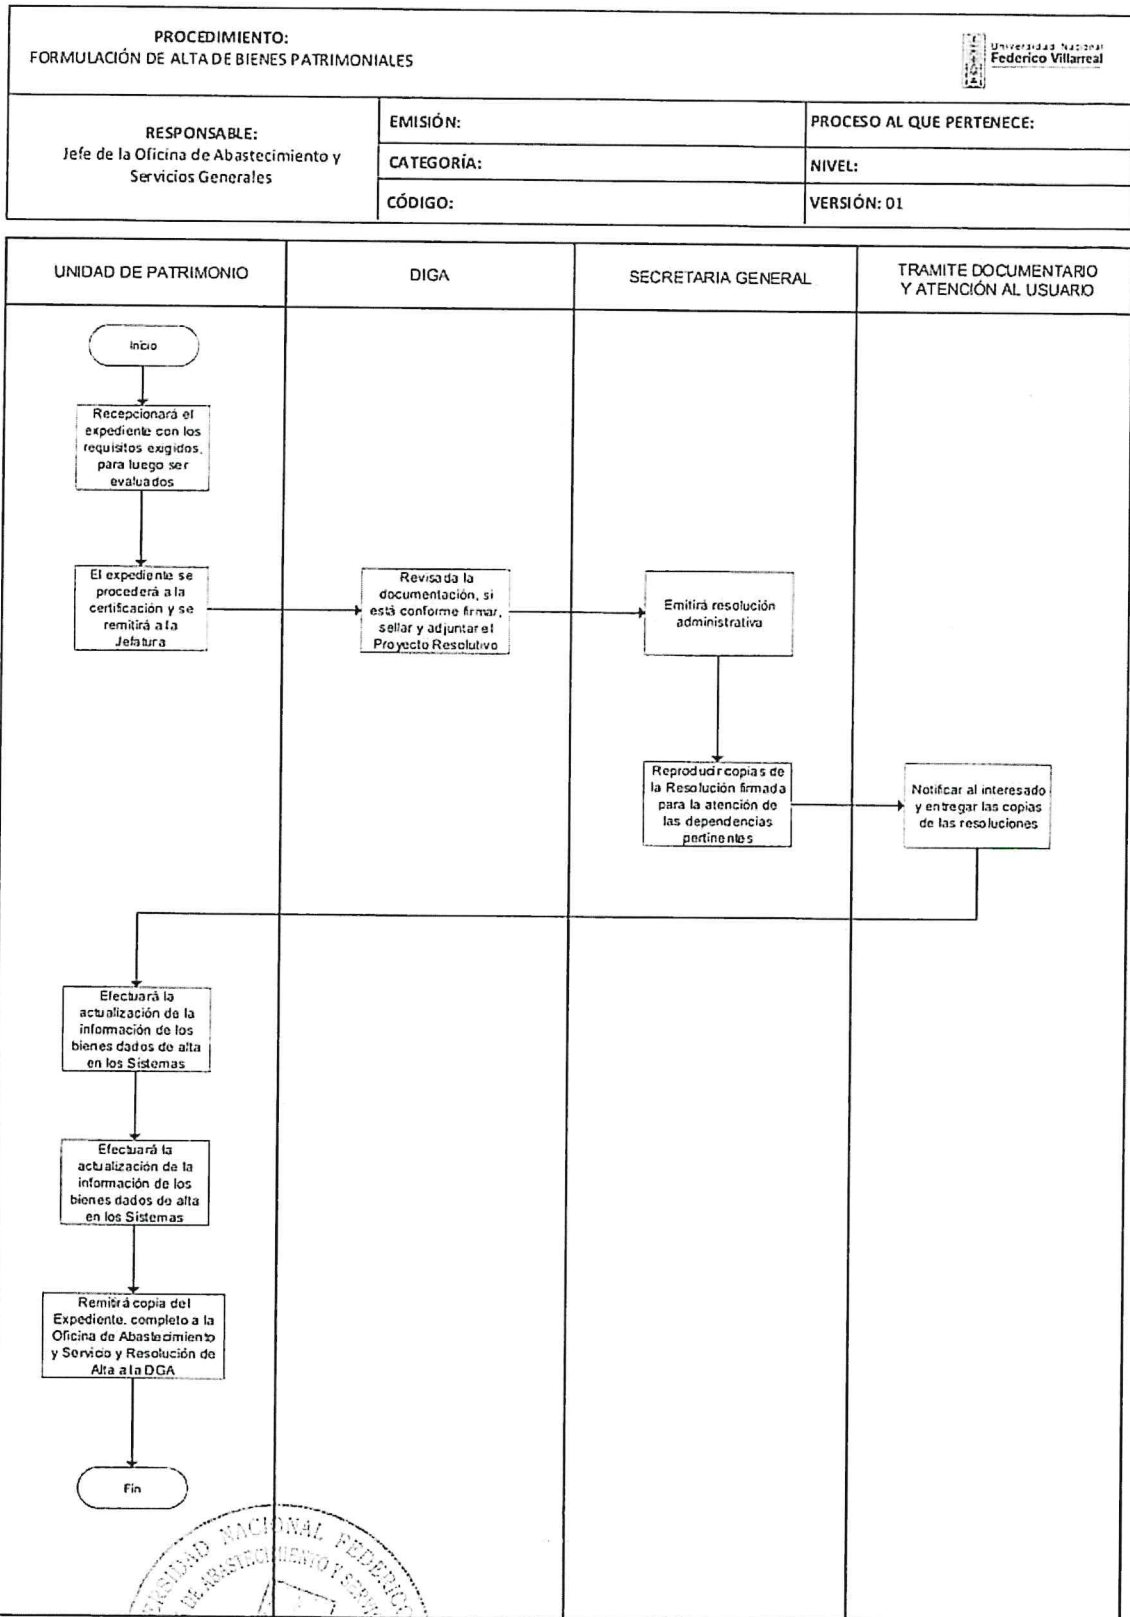 PROCEDIMIENTO:
FORMULACIÓN DE ALTA DE BIENES PATRIMONIALES
Universidad Nacional
Federico Villarreal
RESPONSABLE:
Jefe de la Oficina de Abastecimiento y
Servicios Generales
EMISIÓN:
PROCESO AL QUE PERTENECE:
CATEGORÍA:
NIVEL:
CÓDIGO:
VERSIÓN: 01
UNIDAD DE PATRIMONIO
DIGA
SECRETARIA GENERAL
TRAMITE DOCUMENTARIO
Y ATENCIÓN AL USUARIO
Inicio
Recepcionará el
expediente con los
requisitos exigidos,
para luego ser
evaluados
El expediente se
procederá a la
certificación y se
remitirá a la
Jefatura
Revisada la
documentación, si
está conforme firmar,
sellar y adjuntar el
Proyecto Resolutivo
Emitirá resolución
administrativa
Reproducir copias de
la Resolución firmada
para la atención de
las dependencias
pertinentes
Notificar al interesado
y entregar las copias
de las resoluciones
Efectuará la
actualización de la
información de los
bienes dados de alta
en los Sistemas
Efectuará la
actualización de la
información de los
bienes dados de alta
en los Sistemas
Remitirá copia del
Expediente. completo a la
Oficina de Abastecimiento
y Servicio y Resolución de
Alta a la DGA
Fin
NACIONAL
DE ABASTECIMIENTO Y